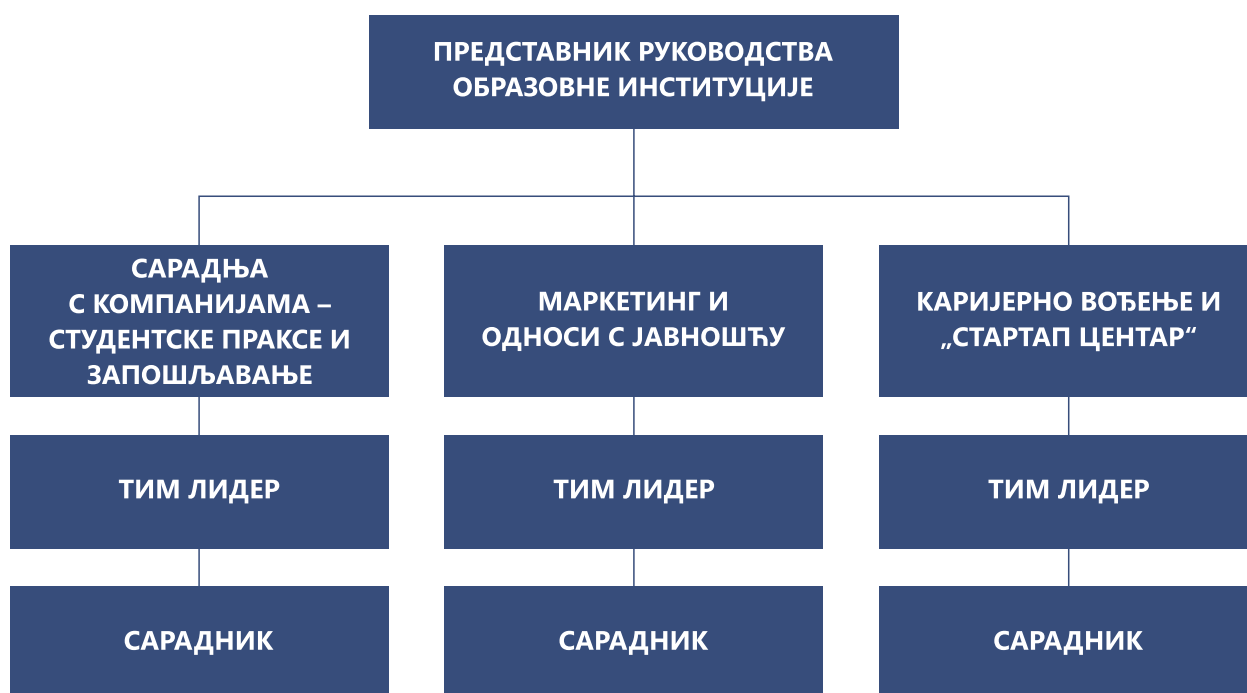 ПРЕДСТАВНИК РУКОВОДСТВА
ОБРАЗОВНЕ ИНСТИТУЦИЈЕ
САРАДЊА
С КОМПАНИЈАМА –
СТУДЕНТСКЕ ПРАКСЕ И
ЗАПОШЉАВАЊЕ
МАРКЕТИНГ И
ОДНОСИ С ЈАВНОШЋУ
КАРИЈЕРНО ВОЂЕЊЕ И
„СТАРТАП ЦЕНТАР“
ТИМ ЛИДЕР
ТИМ ЛИДЕР
ТИМ ЛИДЕР
САРАДНИК
САРАДНИК
САРАДНИК